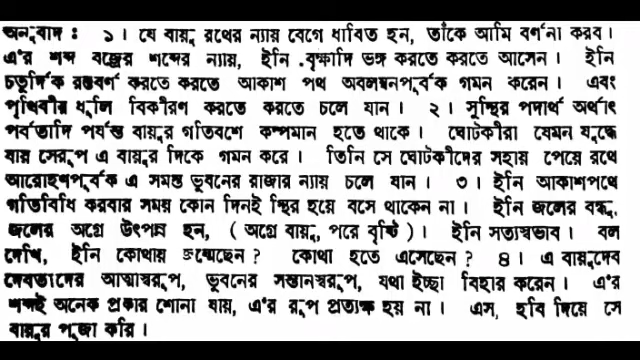 অনুবাদ : ১। যে বায়ু রথের ন্যায় বেগে ধাবিত হন, তাঁকে আমি বর্ণনা করব।
এ'র শব্দ বজ্রের শব্দের ন্যায়, ইনি বৃক্ষাদি ভঙ্গ করতে করতে আসেন। ইনি
চতুর্দিক রক্তবর্ণ করতে করতে আকাশ পথ অবলম্বনপূর্বক গমন করেন। এবং
পৃথিবীর ধূলি বিকীরণ করতে করতে চলে যান। ২। সুস্থির পদার্থ অর্থাৎ
পর্বতাদি পর্যন্ত বায়ুর গতিবশে কম্পমান হতে থাকে। ঘোটকীরা যেমন যুদ্ধে
যায় সেরূপ এ বায়ুর দিকে গমন করে। তিনি সে ঘোটকীদের সহায় পেয়ে রথে
আরোহণপূর্বক এ সমস্ত ভুবনের রাজার ন্যায় চলে যান। ৩। ইনি আকাশপথে
গতিবিধি করবার সময় কোন দিনই স্থির হয়ে বসে থাকেন না। ইনি জলের বন্ধু,
জলের অগ্রে উৎপন্ন হন, (অগ্রে বায়ু, পরে বৃষ্টি)। ইনি সত্যস্বভাব। বল
দেখি, ইনি কোথায় জন্মেছেন? কোথা হতে এসেছেন? ৪। এ বায়ুদেব
দেবতাদের আত্মাস্বরূপ, ভুবনের সন্তানস্বরূপ, যথা ইচ্ছা বিহার করেন। এ'র
শব্দই অনেক প্রকার শোনা যায়, এ'র রূপ প্রত্যক্ষ হয় না। এস, হবি দিয়ে সে
বায়ুর পূজা করি।